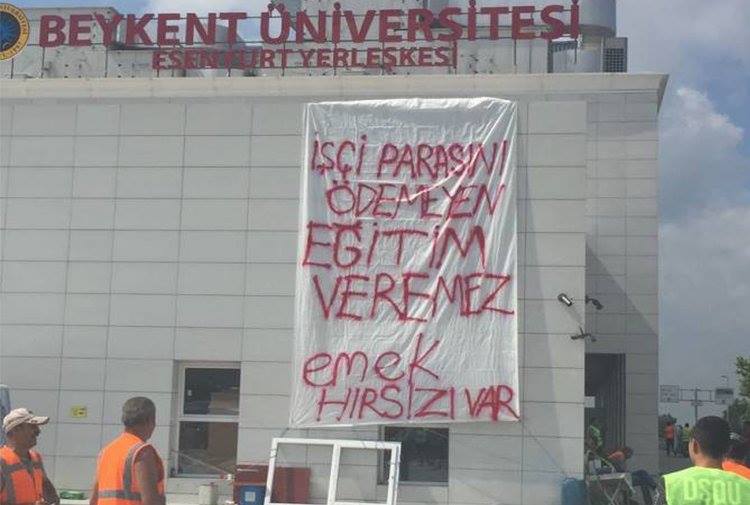 BEYKENT ÜNİVERSİTESİ
ESENYURT YERLEŞKESİ
İŞÇİ PARASINI
ÖDEMEYEN
EĞİTİM
VEREMEZ
emek
HIRSIZI VAR